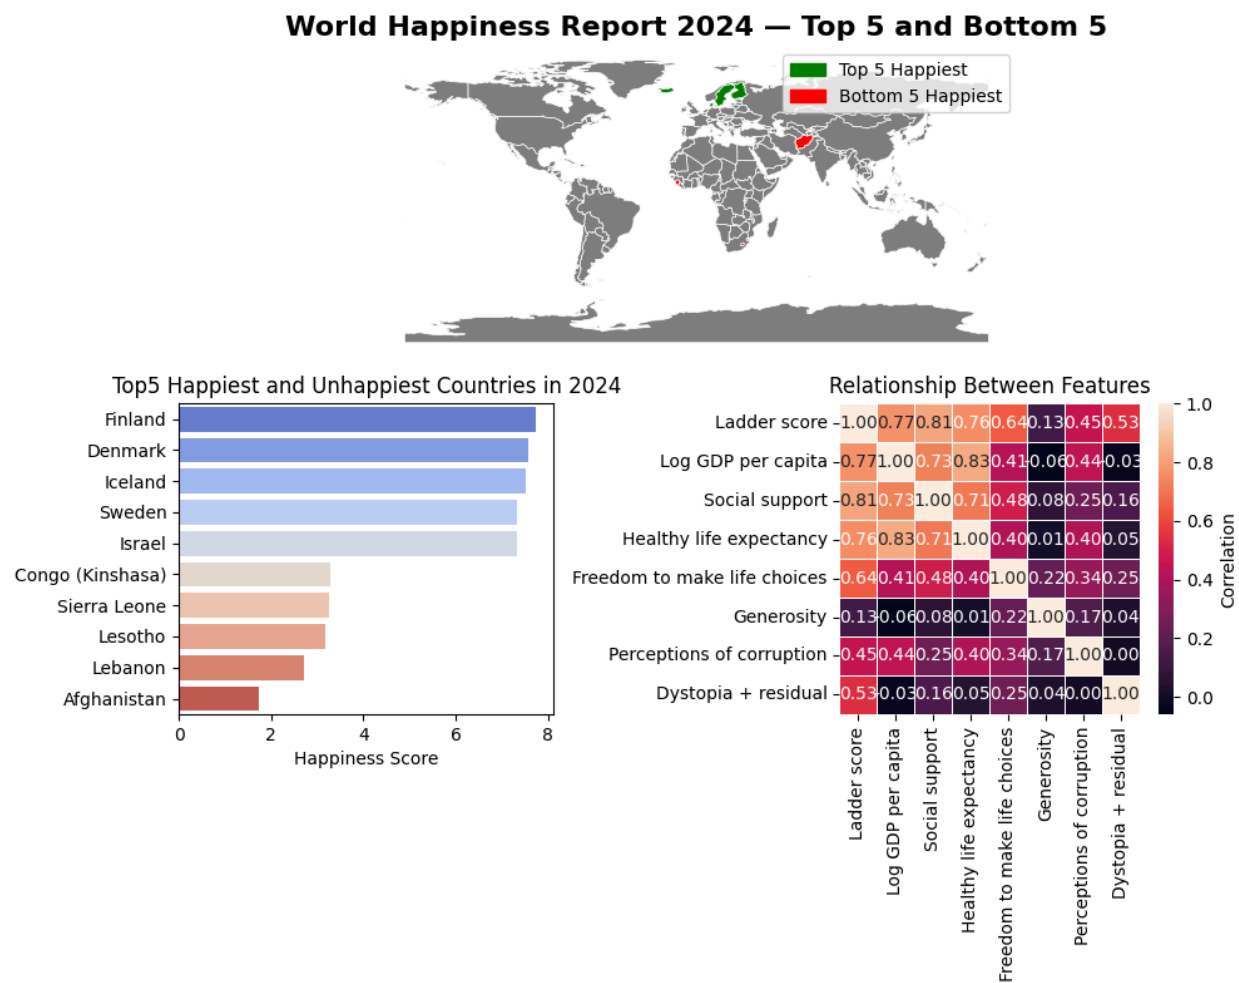 World Happiness Report 2024 — Top 5 and Bottom 5
Top 5 Happiest
Bottom 5 Happiest
Top5 Happiest and Unhappiest Countries in 2024
Finland
Denmark
Iceland
Sweden
Israel
Congo (Kinshasa)
Sierra Leone
Lesotho
Lebanon
Afghanistan
0 2 4 6 8
Happiness Score
Relationship Between Features
Ladder score 1.00 0.77 0.81 0.76 0.64 0.13 0.45 0.53
Log GDP per capita 0.77 1.00 0.73 0.83 0.41 -0.06 0.44 -0.03
Social support 0.81 0.73 1.00 0.71 0.48 0.08 0.25 0.16
Healthy life expectancy 0.76 0.83 0.71 1.00 0.40 0.01 0.40 0.05
Freedom to make life choices 0.64 0.41 0.48 0.40 1.00 0.22 0.34 0.25
Generosity 0.13 -0.06 0.08 0.01 0.22 1.00 0.17 0.04
Perceptions of corruption 0.45 0.44 0.25 0.40 0.34 0.17 1.00 0.00
Dystopia + residual 0.53 -0.03 0.16 0.05 0.25 0.04 0.00 1.00
Ladder score
Log GDP per capita
Social support
Healthy life expectancy
Freedom to make life choices
Generosity
Perceptions of corruption
Dystopia + residual
1.0
0.8
0.6
0.4
0.2
0.0
Correlation